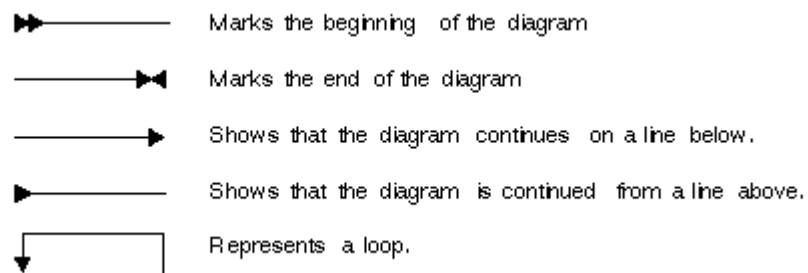 Marks the beginning of the diagram
Marks the end of the diagram
Shows that the diagram continues on a line below.
Shows that the diagram is continued from a line above.
Represents a loop.